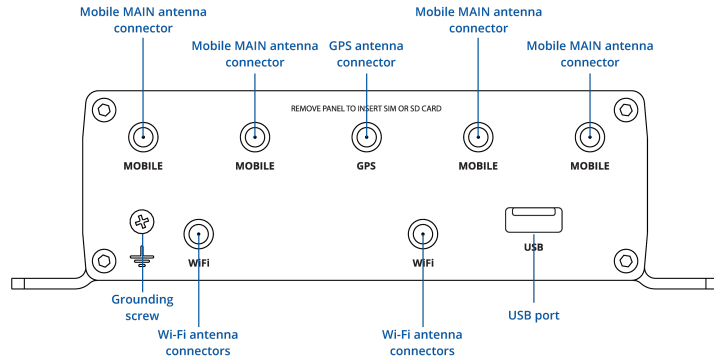 Mobile MAIN antenna
connector
Mobile MAIN antenna
connector
Mobile MAIN antenna
connector
GPS antenna
connector
Mobile MAIN antenna
connector
REMOVE PANEL TO INSERT SIM OR SD CARD
MOBILE
MOBILE
GPS
MOBILE
MOBILE
WiFi
WiFi
USB
Grounding
screw
Wi-Fi antenna
connectors
Wi-Fi antenna
connectors
USB port